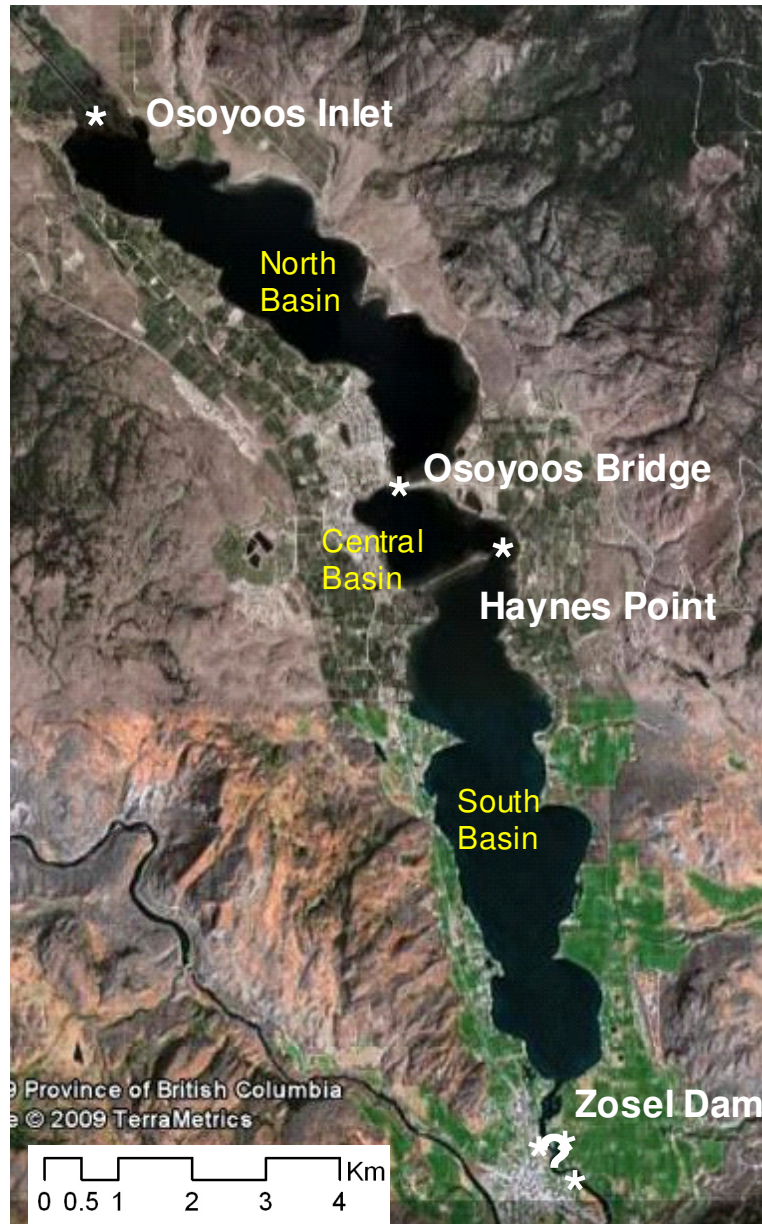 * Osoyoos Inlet
North
Basin
Osoyoos Bridge
*
Central
Basin
*
Haynes Point
South
Basin
9 Province of British Columbia
e © 2009 TerraMetrics
Zosel Dam
* ? *
*
Km
0 0.5 1 2 3 4